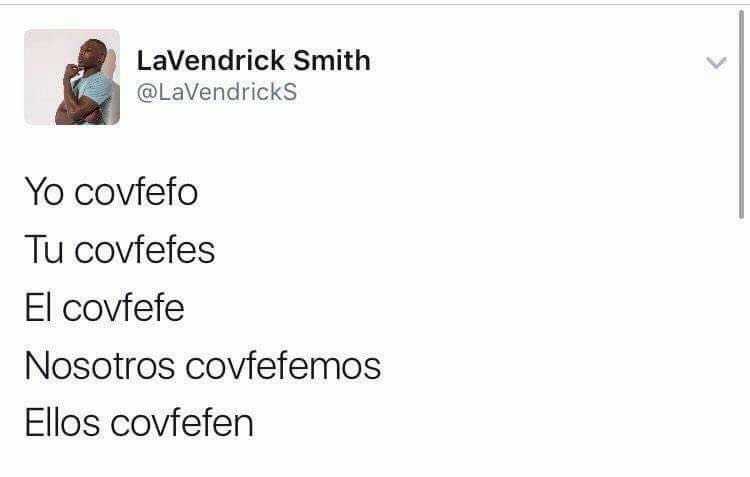 LaVendrick Smith
@LaVendrickS
Yo covfefo
Tu covfefes
El covfefe
Nosotros covfefemos
Ellos covfefen